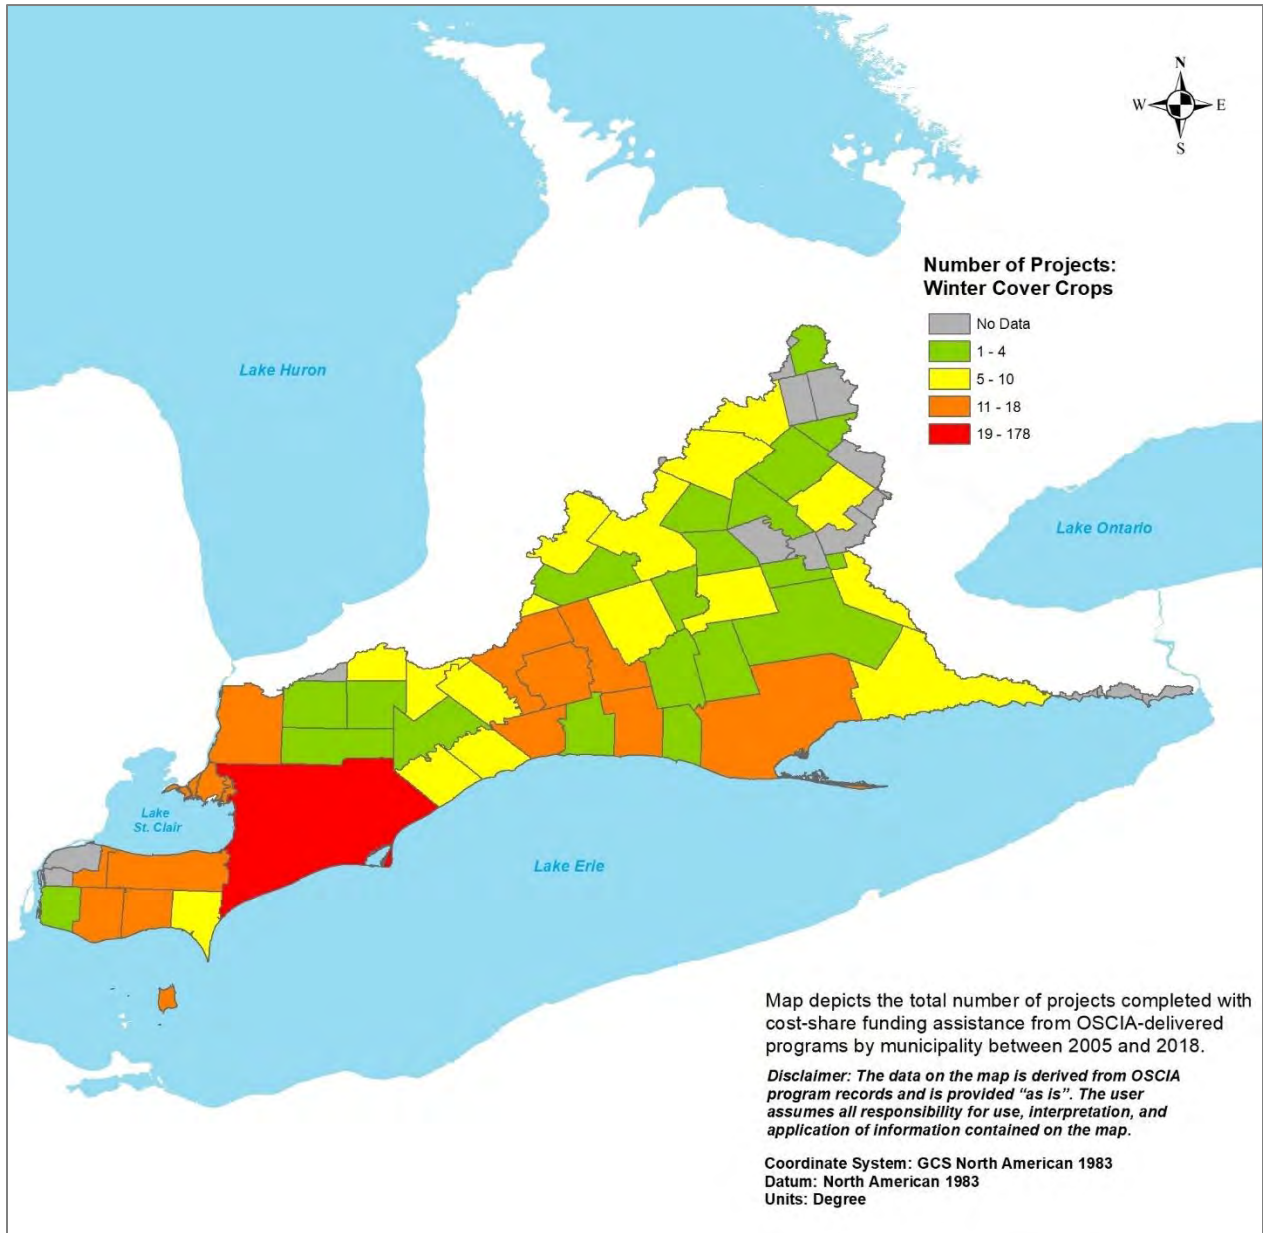 N
W E
S
Number of Projects:
Winter Cover Crops
No Data
1 - 4
5 - 10
11 - 18
19 - 178
Lake Huron
Lake Ontario
Lake
St. Clair
Lake Erie
Map depicts the total number of projects completed with
cost-share funding assistance from OSCIA-delivered
programs by municipality between 2005 and 2018.
Disclaimer: The data on the map is derived from OSCIA
program records and is provided “as is”. The user
assumes all responsibility for use, interpretation, and
application of information contained on the map.
Coordinate System: GCS North American 1983
Datum: North American 1983
Units: Degree